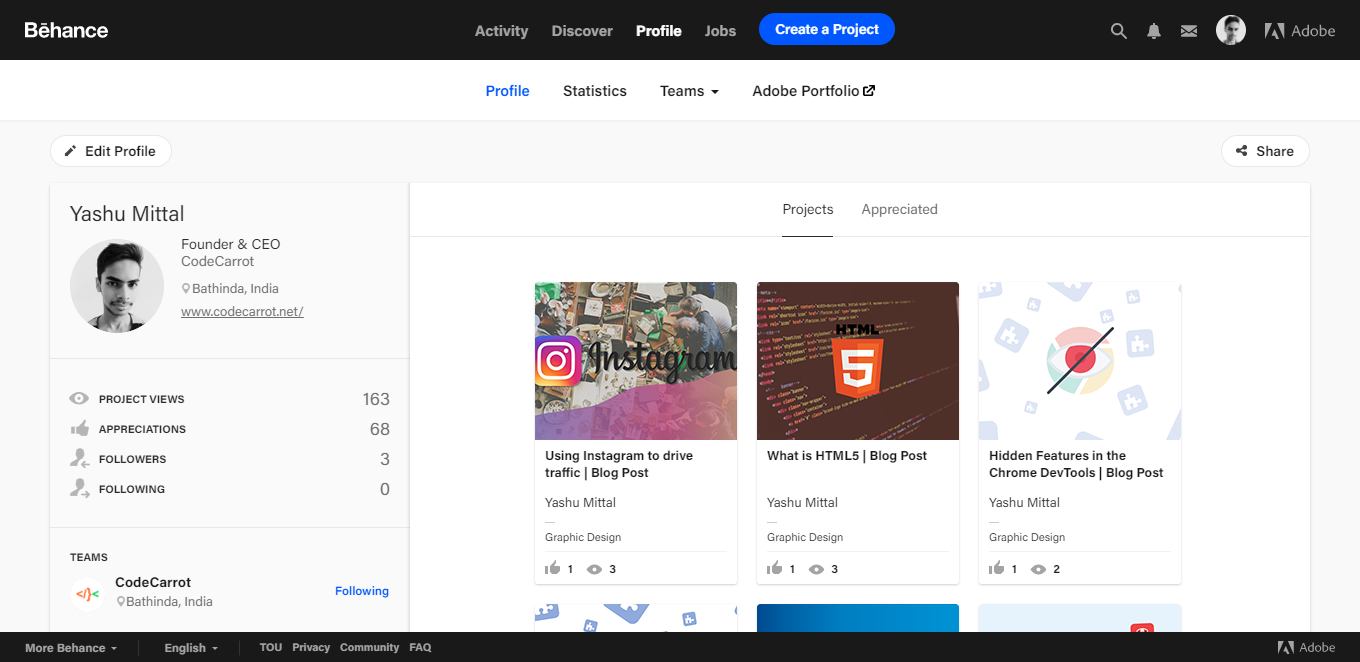 Bēhance
Activity Discover Profile Jobs Create a Project
Adobe
Profile Statistics Teams Adobe Portfolio
Edit Profile
Share
Yashu Mittal
Founder & CEO
CodeCarrot
Bathinda, India
www.codecarrot.net/
PROJECT VIEWS 163
APPRECIATIONS 68
FOLLOWERS 3
FOLLOWING 0
TEAMS
CodeCarrot
Bathinda, India
Following
Projects Appreciated
Instagram
Using Instagram to drive
traffic | Blog Post
Yashu Mittal
Graphic Design
1 3
HTML
5
What is HTML5 | Blog Post
Yashu Mittal
Graphic Design
1 3
Hidden Features in the
Chrome DevTools | Blog Post
Yashu Mittal
Graphic Design
1 2
More Behance English TOU Privacy Community FAQ
Adobe